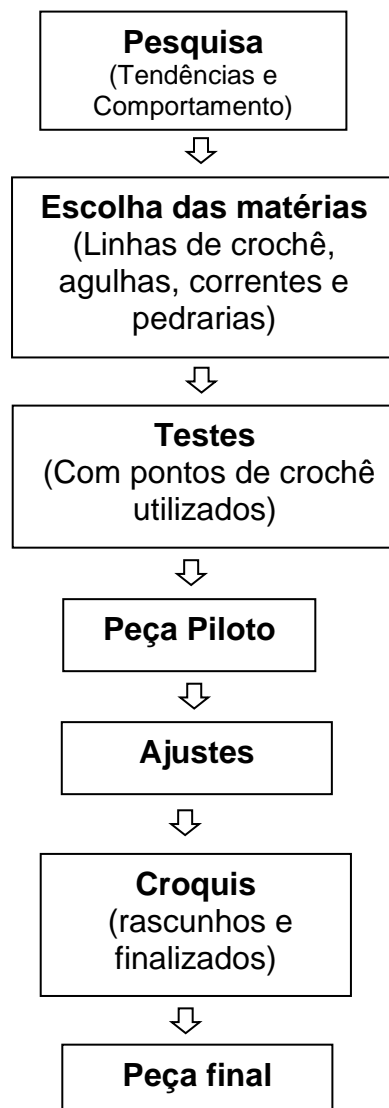 Pesquisa
(Tendências e
Comportamento)
Escolha das matérias
(Linhas de crochê,
agulhas, correntes e
pedrarias)
Testes
(Com pontos de crochê
utilizados)
Peça Piloto
Ajustes
Croquis
(rascunhos e
finalizados)
Peça final